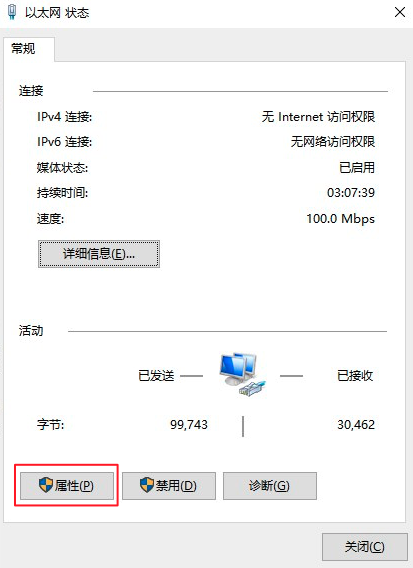 以太网 状态
常规
连接
IPv4 连接: 无 Internet 访问权限
IPv6 连接: 无网络访问权限
媒体状态: 已启用
持续时间: 03:07:39
速度: 100.0 Mbps
详细信息(E)...
活动
已发送 已接收
字节: 99,743 30,462
属性(P) 禁用(D) 诊断(G)
关闭(C)